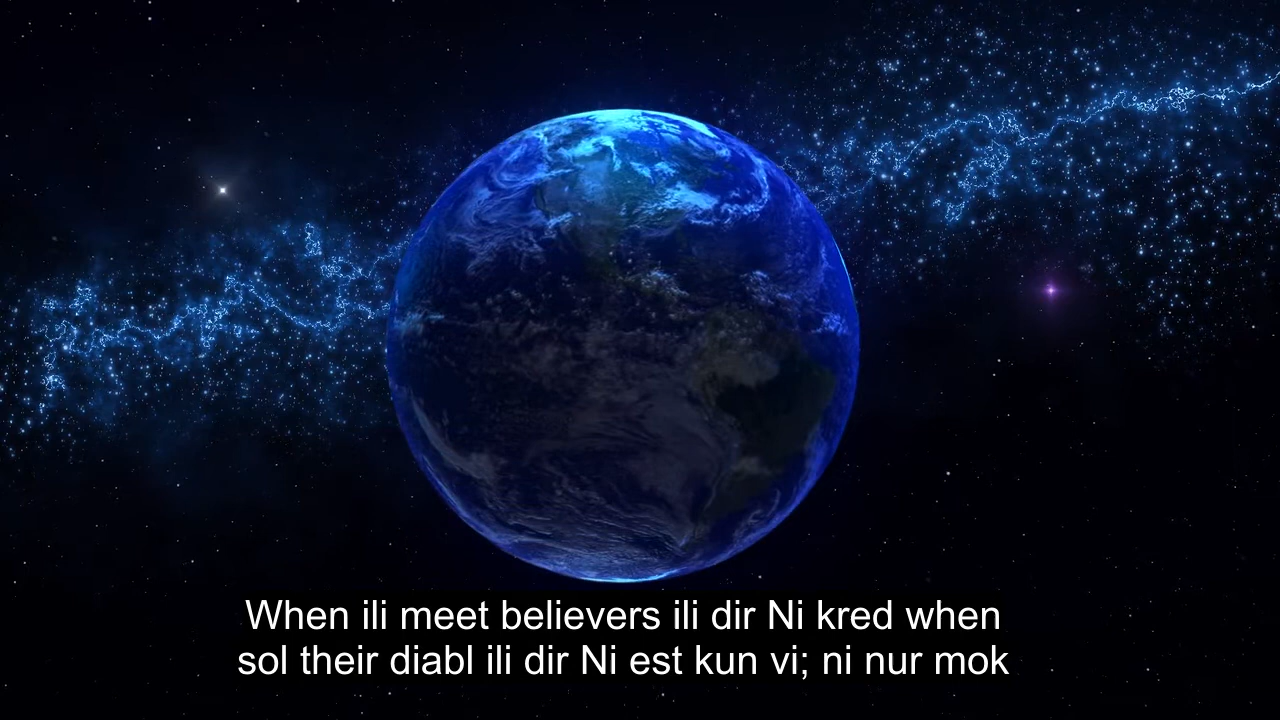 When ili meet believers ili dir Ni kred when
sol their diabl ili dir Ni est kun vi; ni nur mok